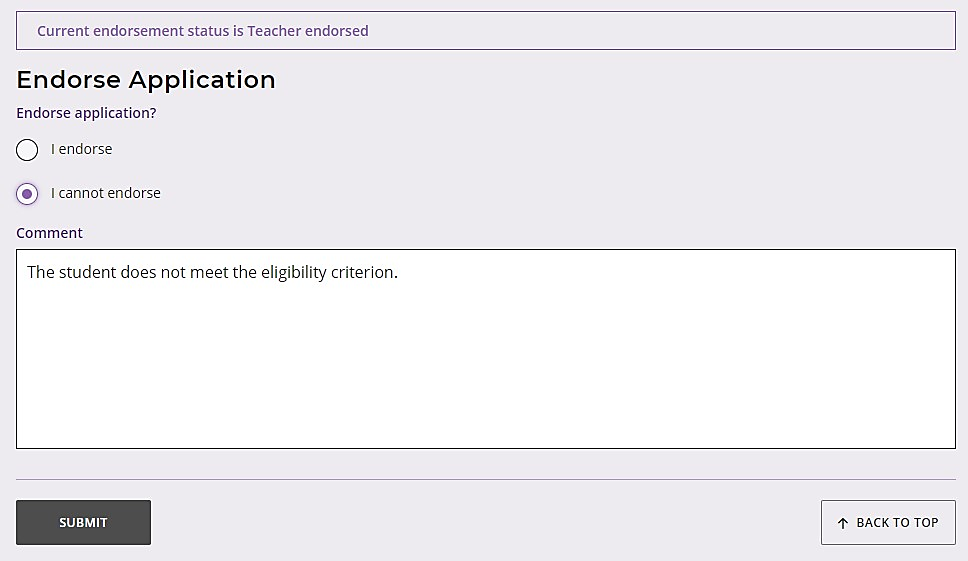 Current endorsement status is Teacher endorsed
Endorse Application
Endorse application?
I endorse
I cannot endorse
Comment
The student does not meet the eligibility criterion.
SUBMIT
BACK TO TOP